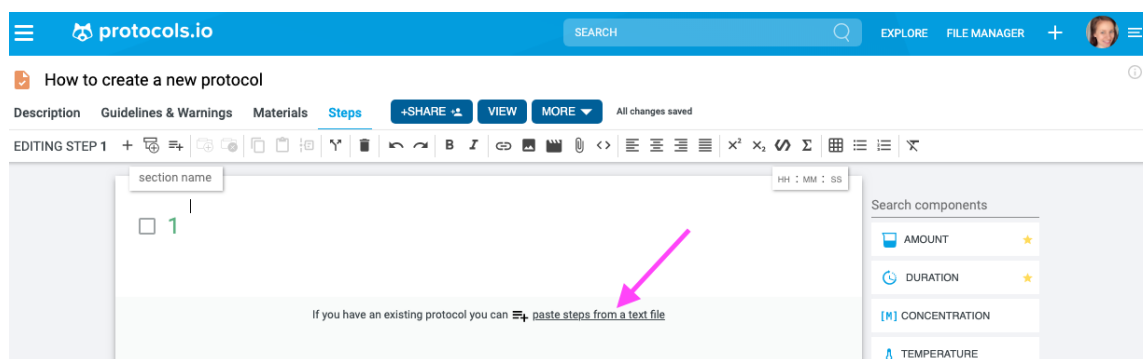 protocols.io SEARCH EXPLORE FILE MANAGER
How to create a new protocol
Description Guidelines & Warnings Materials Steps +SHARE VIEW MORE All changes saved
EDITING STEP 1 B I <> x² x₂ Σ
section name HH : MM : SS
Search components
1
AMOUNT
DURATION
If you have an existing protocol you can paste steps from a text file
[M] CONCENTRATION
TEMPERATURE